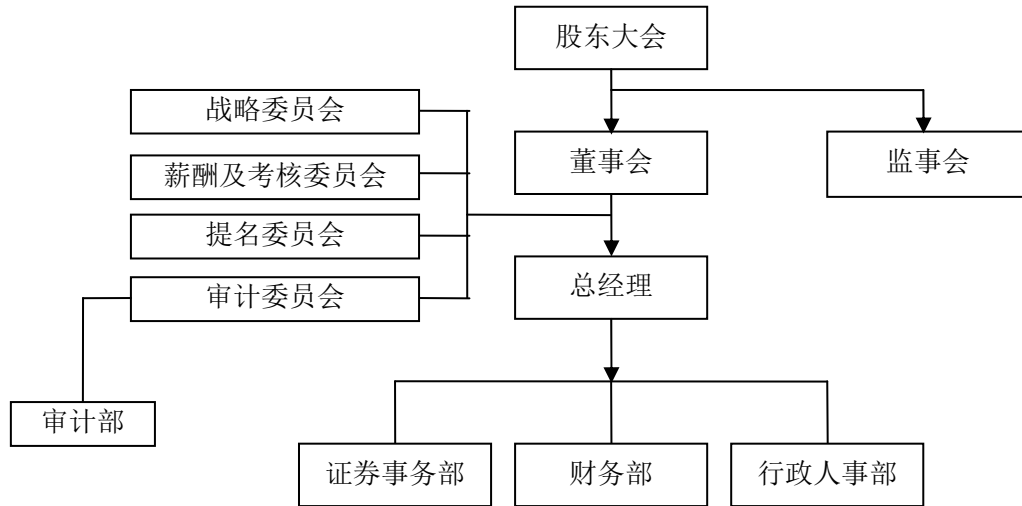 股东大会
战略委员会
董事会
监事会
薪酬及考核委员会
提名委员会
总经理
审计委员会
审计部
证券事务部
财务部
行政人事部